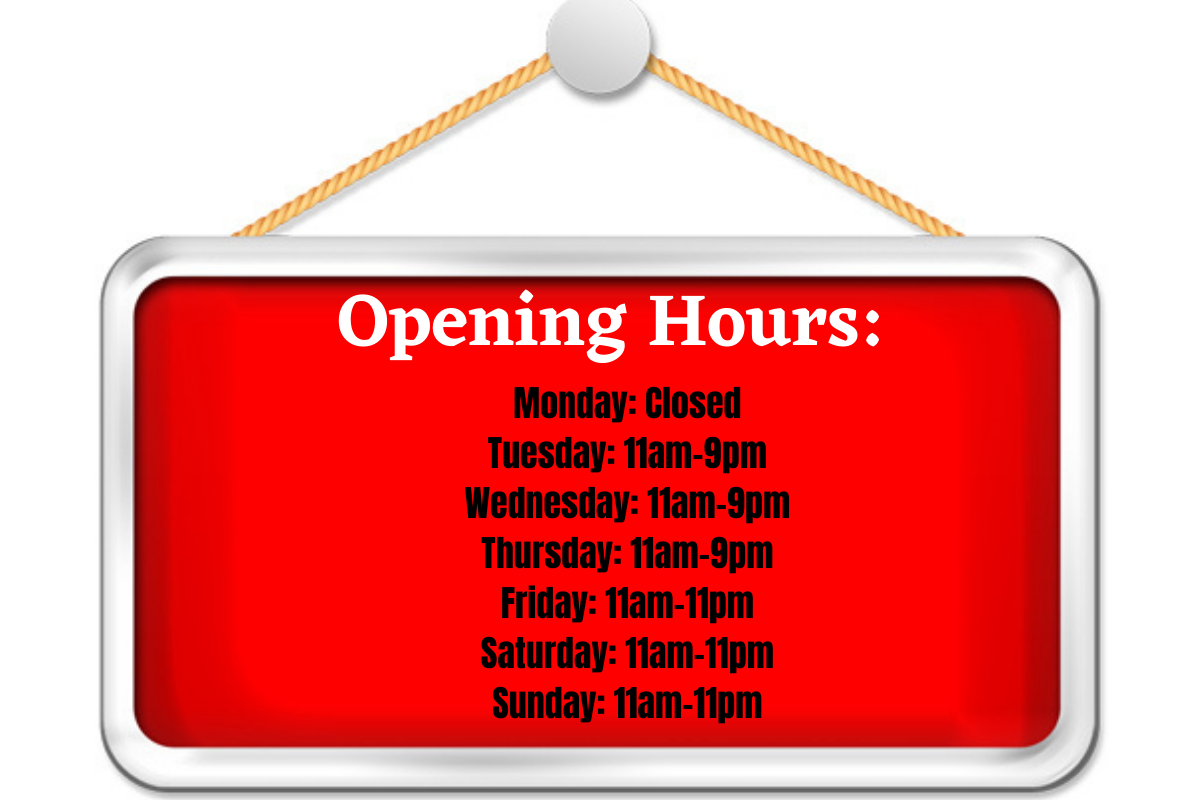 Opening Hours:
Monday: Closed
Tuesday: 11am-9pm
Wednesday: 11am-9pm
Thursday: 11am-9pm
Friday: 11am-11pm
Saturday: 11am-11pm
Sunday: 11am-11pm